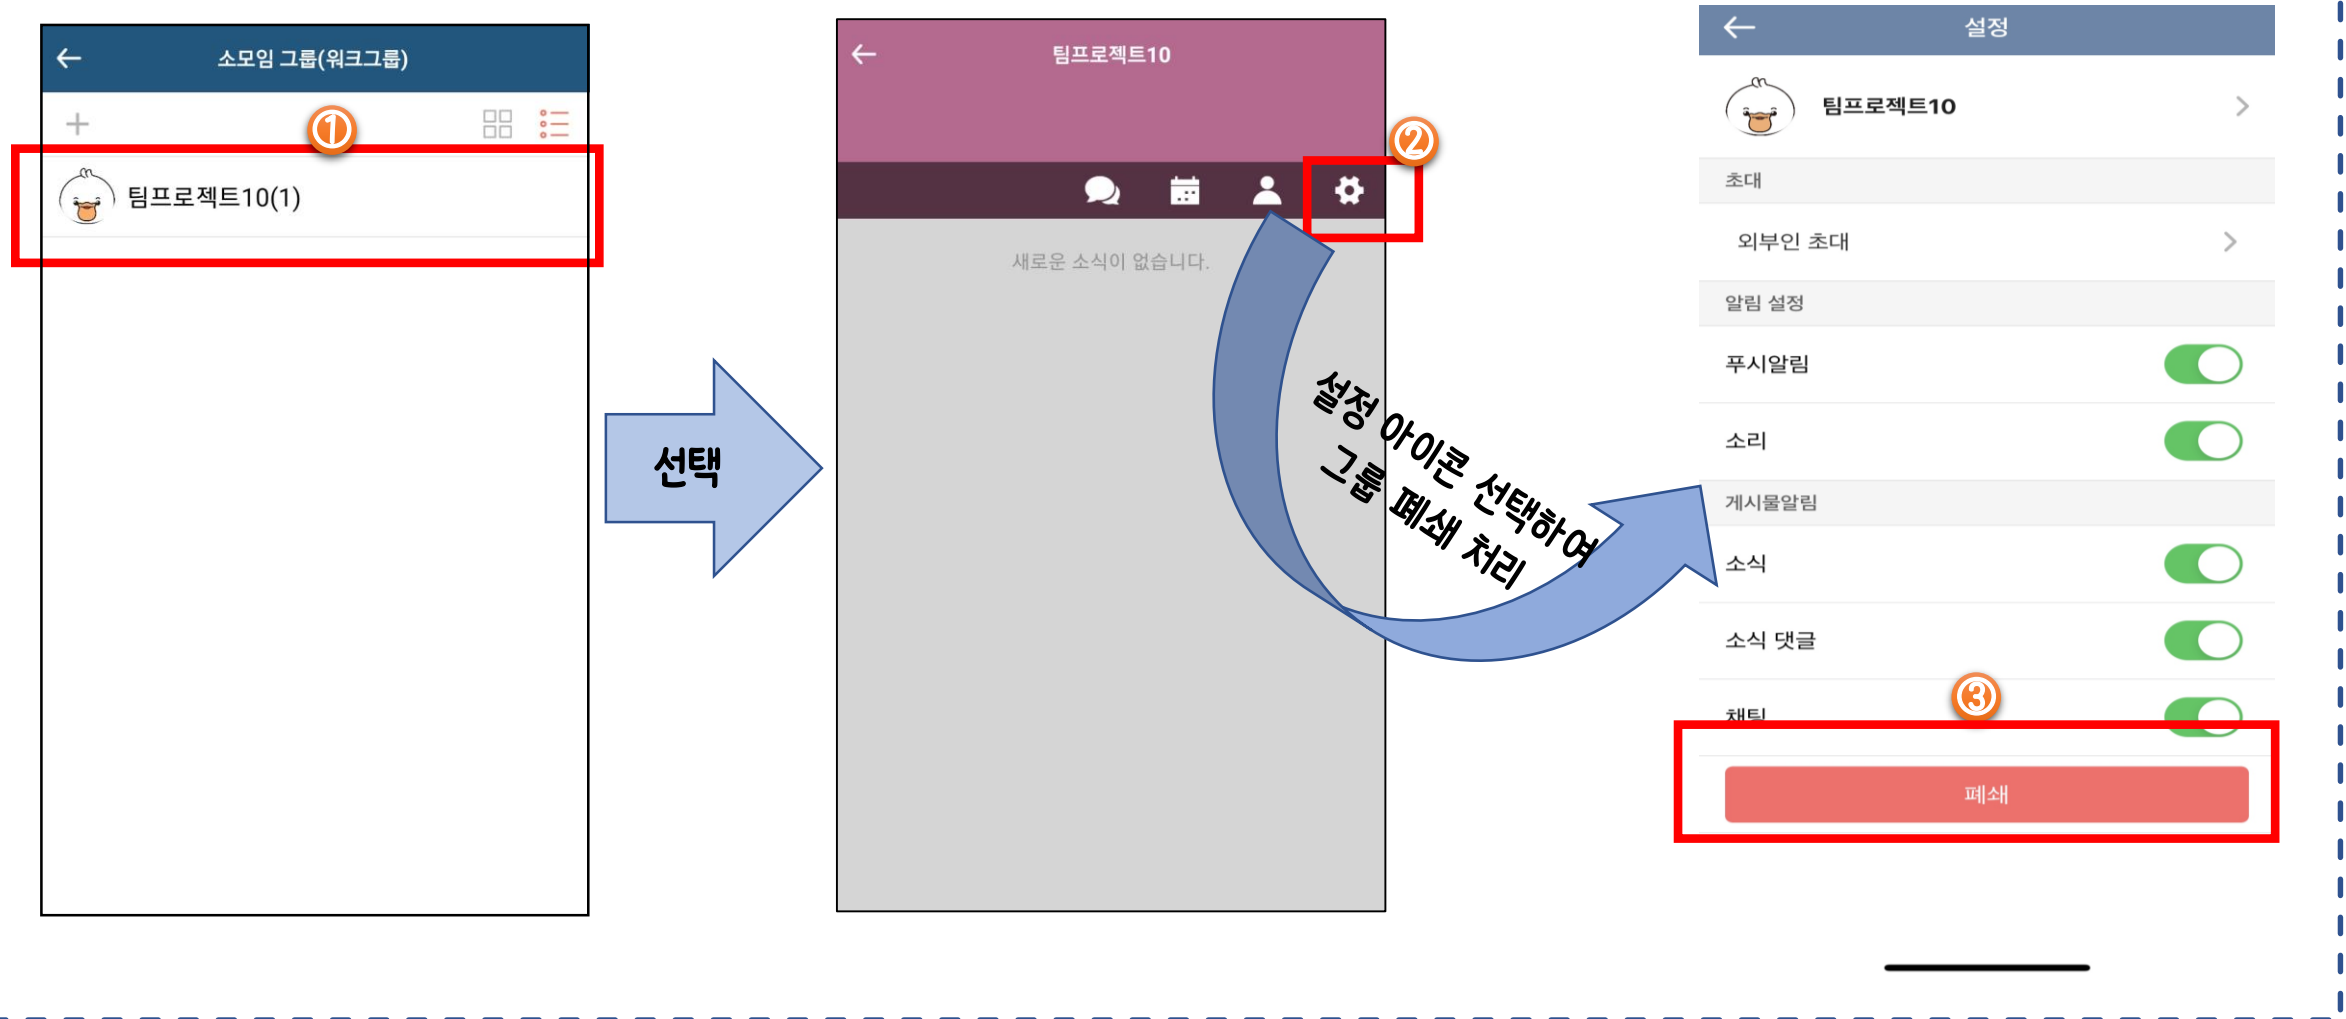 소모임 그룹(워크그룹)
①
팀프로젝트10(1)
선택
팀프로젝트10
②
새로운 소식이 없습니다.
설정 아이콘 선택하여
그룹 폐쇄 처리
설정
팀프로젝트10
초대
외부인 초대
알림 설정
푸시알림
소리
게시물알림
소식
소식 댓글
채팅
③
폐쇄